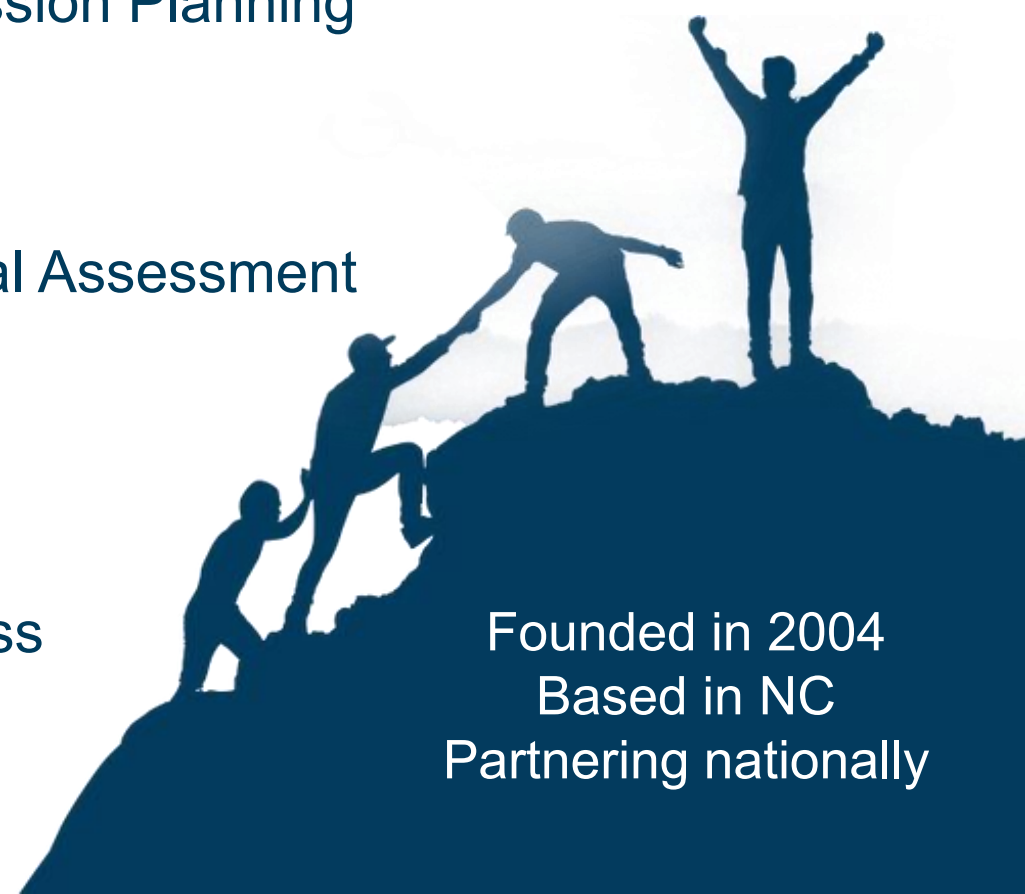 ssion Planning
al Assessment
ss
Founded in 2004
Based in NC
Partnering nationally